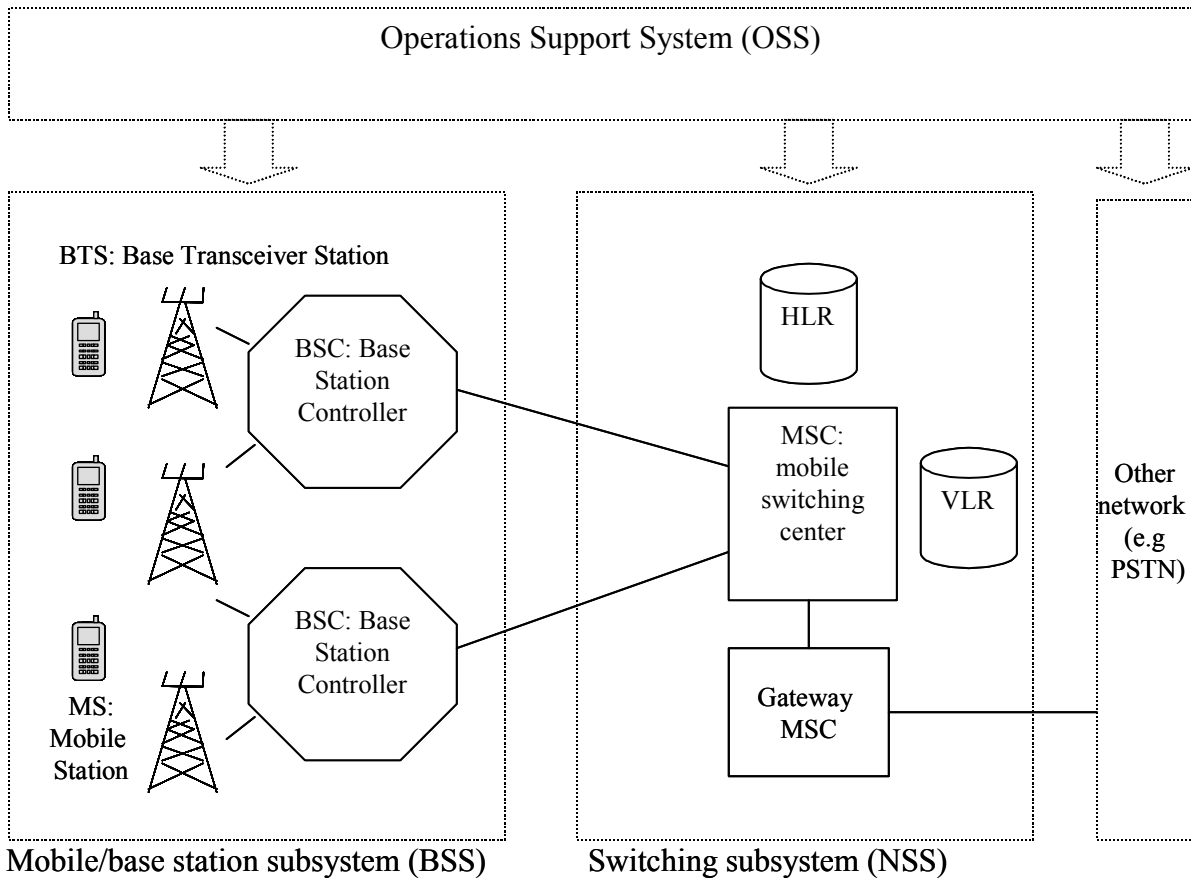 Operations Support System (OSS)
BTS: Base Transceiver Station
BSC: Base
Station
Controller
BSC: Base
Station
Controller
MS:
Mobile
Station
HLR
MSC:
mobile
switching
center
VLR
Gateway
MSC
Other
network
(e.g
PSTN)
Mobile/base station subsystem (BSS)
Switching subsystem (NSS)